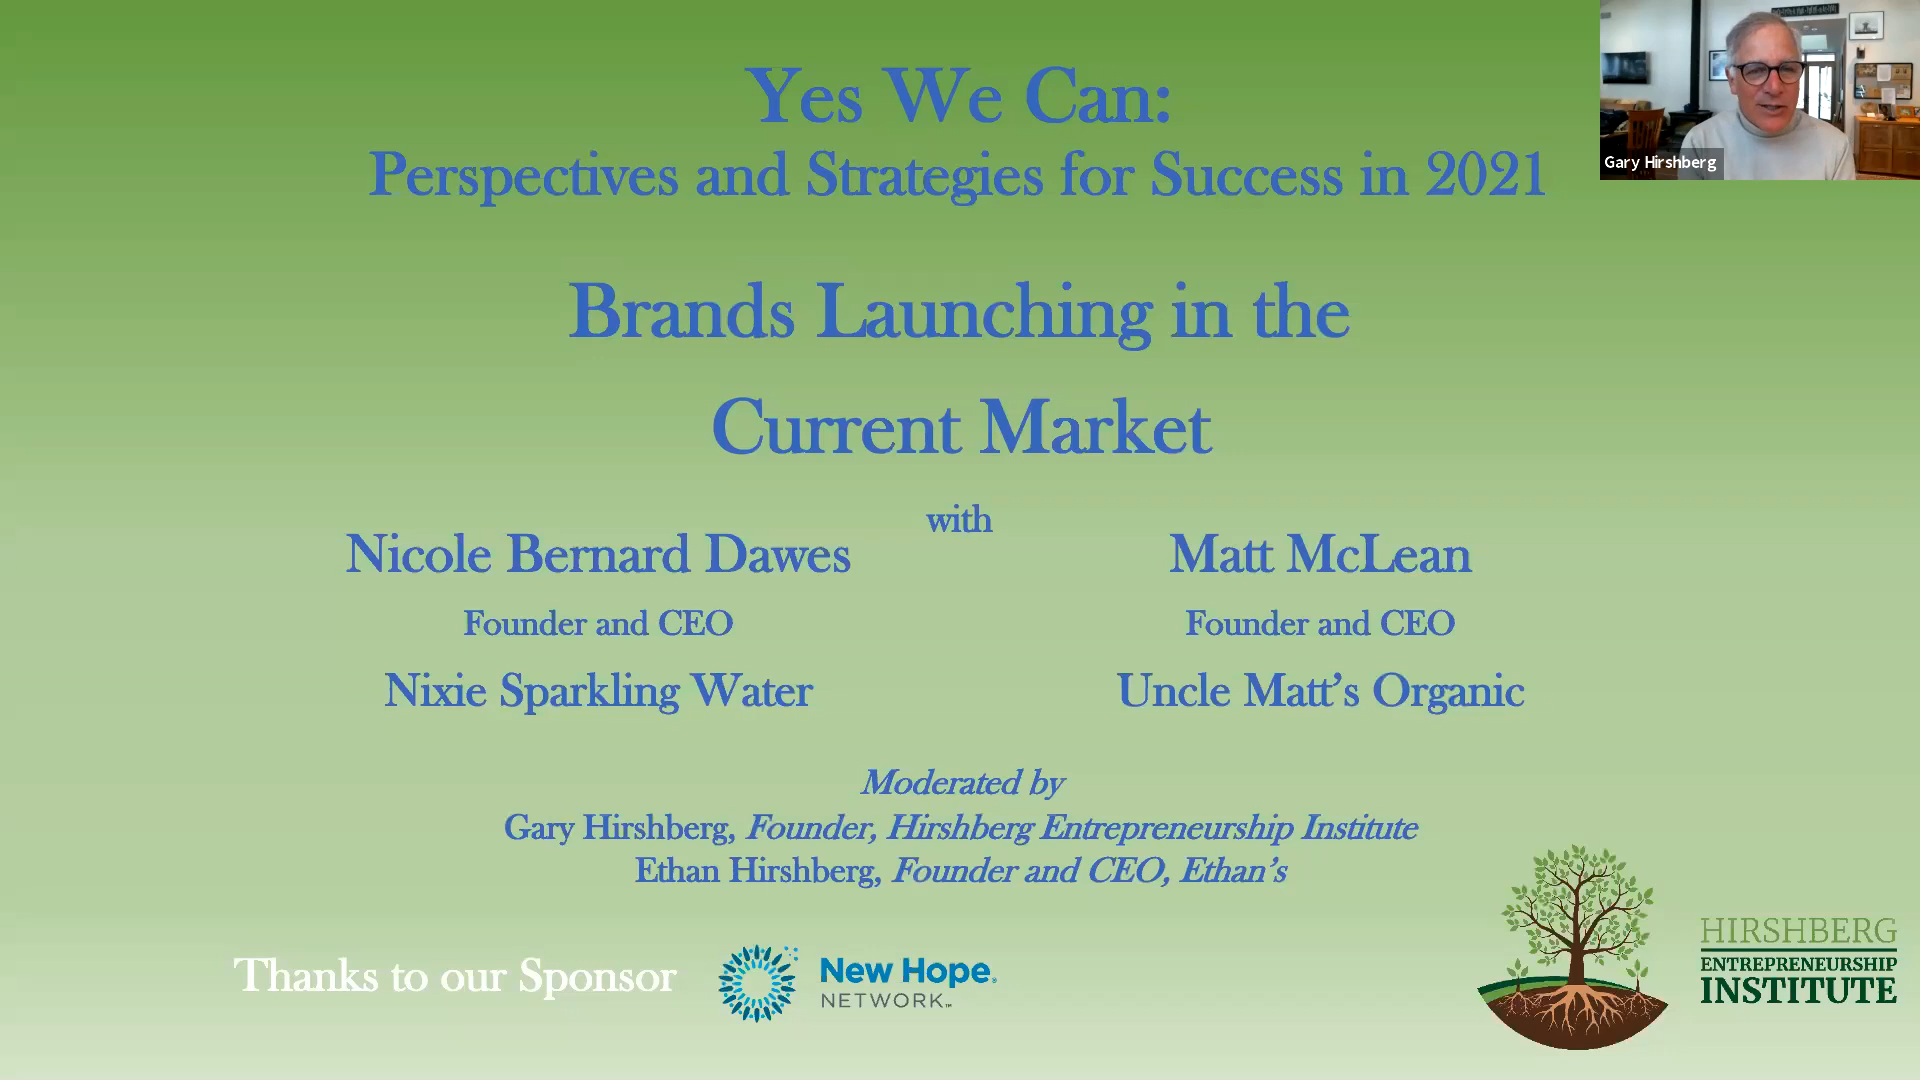 Yes We Can:
Perspectives and Strategies for Success in 2021
Gary Hirshberg
Brands Launching in the
Current Market
with
Nicole Bernard Dawes
Founder and CEO
Nixie Sparkling Water
Matt McLean
Founder and CEO
Uncle Matt's Organic
Moderated by
Gary Hirshberg, Founder, Hirshberg Entrepreneurship Institute
Ethan Hirshberg, Founder and CEO, Ethan's
Thanks to our Sponsor
New Hope®
NETWORK™
HIRSHBERG
ENTREPRENEURSHIP
INSTITUTE